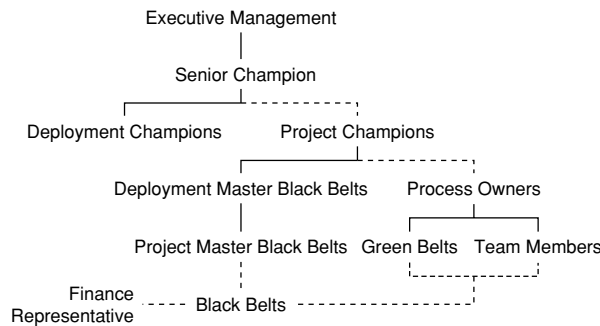 Executive Management
Senior Champion
Deployment Champions
Project Champions
Deployment Master Black Belts
Process Owners
Project Master Black Belts
Green Belts
Team Members
Finance
Representative
Black Belts